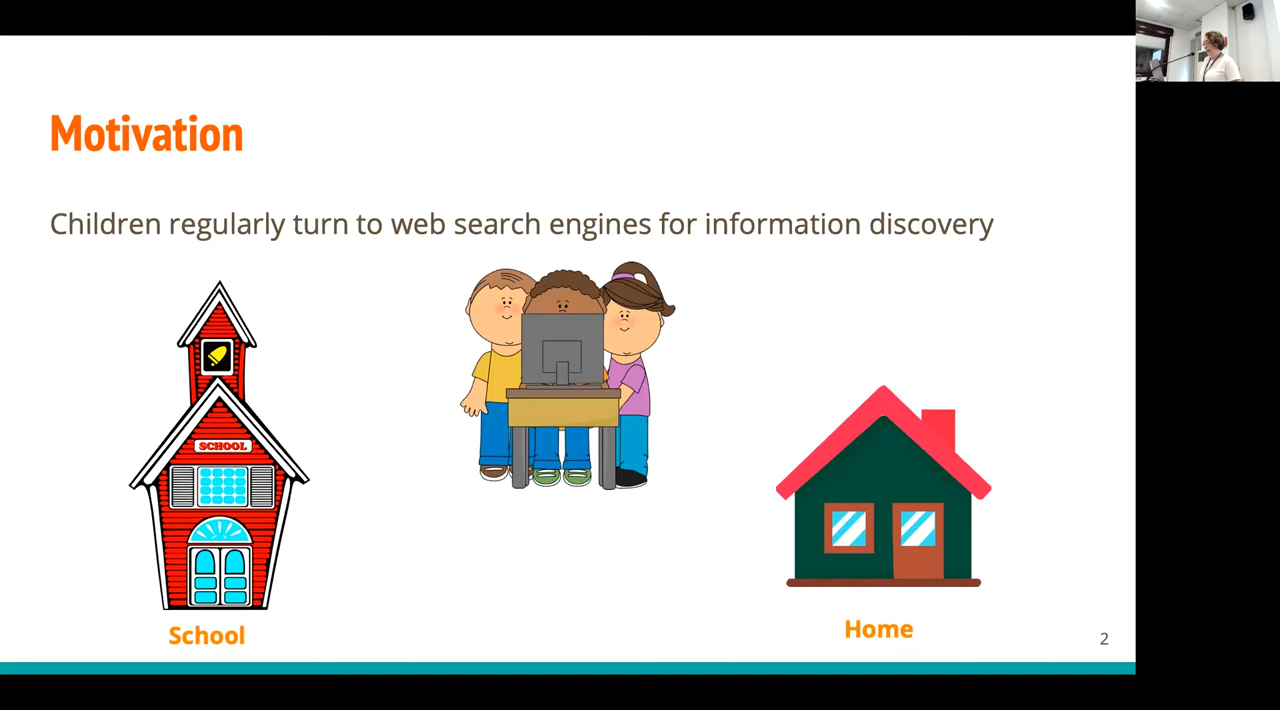 Motivation
Children regularly turn to web search engines for information discovery
SCHOOL
School
Home
2